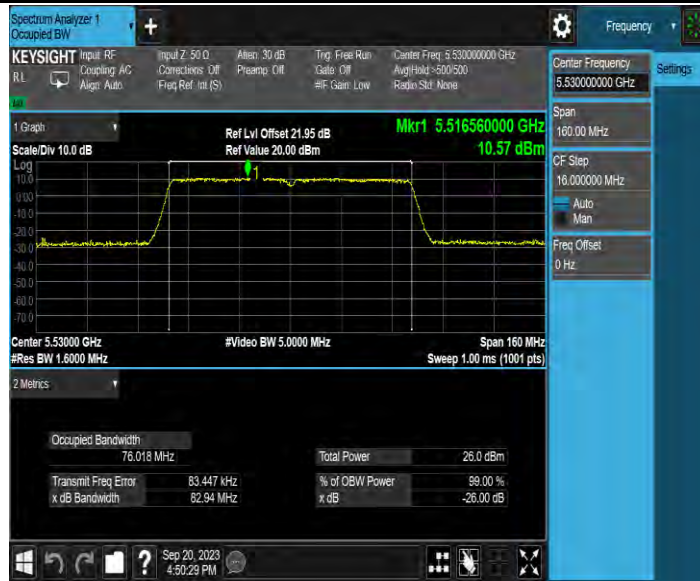 Spectrum Analyzer 1
Occupied BW
+
Frequency
KEYSIGHT Input: RF
Coupling: AC
Align: Auto
RL
Input Z: 50 Ω
Corrections: Off
Freq Ref: Int (S)
Atten: 30 dB
Preamp: Off
Trig: Free Run
Gate: Off
#IF Gain: Low
Center Freq: 5.530000000 GHz
Avg|Hold:>500/500
Radio Std: None
Center Frequency
5.530000000 GHz
Settings
Span
160.00 MHz
CF Step
16.000000 MHz
Auto
Man
Freq Offset
0 Hz
1 Graph
Scale/Div 10.0 dB
Ref Lvl Offset 21.95 dB
Ref Value 20.00 dBm
Mkr1 5.516560000 GHz
10.57 dBm
Log
10.0
0.00
-10.0
-20.0
-30.0
-40.0
-50.0
-60.0
-70.0
1
Center 5.53000 GHz
#Res BW 1.6000 MHz
#Video BW 5.0000 MHz
Span 160 MHz
Sweep 1.00 ms (1001 pts)
2 Metrics
Occupied Bandwidth
76.018 MHz
Total Power 26.0 dBm
Transmit Freq Error 83.447 kHz
% of OBW Power 99.00 %
x dB Bandwidth 82.94 MHz
x dB -26.00 dB
?
Sep 20, 2023
4:50:29 PM